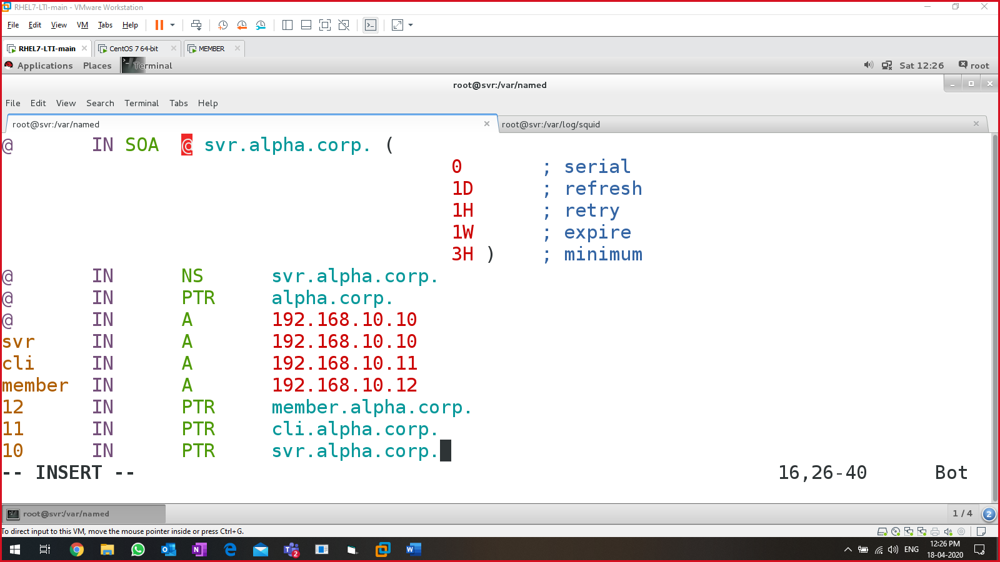 RHEL7-LTI-main - VMware Workstation
File Edit View VM Tabs Help
RHEL7-LTI-main CentOS 7 64-bit MEMBER
Applications Places Terminal Sat 12:26 root
root@svr:/var/named
File Edit View Search Terminal Tabs Help
root@svr:/var/named root@svr:/var/log/squid
@ IN SOA @ svr.alpha.corp. (
0 ; serial
1D ; refresh
1H ; retry
1W ; expire
3H ) ; minimum
@ IN NS svr.alpha.corp.
@ IN PTR alpha.corp.
@ IN A 192.168.10.10
svr IN A 192.168.10.10
cli IN A 192.168.10.11
member IN A 192.168.10.12
12 IN PTR member.alpha.corp.
11 IN PTR cli.alpha.corp.
10 IN PTR svr.alpha.corp.
-- INSERT -- 16,26-40 Bot
root@svr:/var/named 1 / 4 2
To direct input to this VM, move the mouse pointer inside or press Ctrl+G.
2 ENG 12:26 PM
18-04-2020